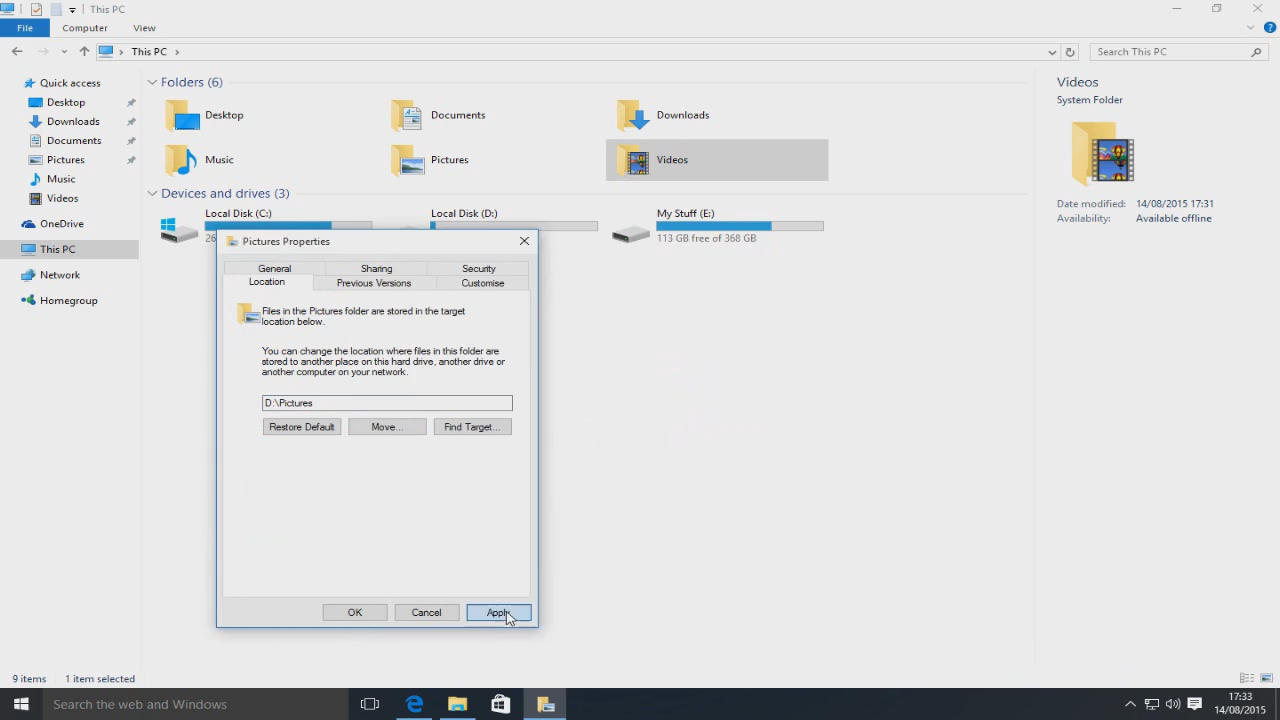 This PC
File
Computer
View
This PC
Search This PC
Quick access
Desktop
Downloads
Documents
Pictures
Music
Videos
OneDrive
This PC
Network
Homegroup
Folders (6)
Desktop
Documents
Downloads
Music
Pictures
Videos
Devices and drives (3)
Local Disk (C:)
Local Disk (D:)
My Stuff (E:)
113 GB free of 368 GB
Videos
System Folder
Date modified: 14/08/2015 17:31
Availability: Available offline
Pictures Properties
General
Sharing
Security
Location
Previous Versions
Customise
Files in the Pictures folder are stored in the target
location below.
You can change the location where files in this folder are
stored to another place on this hard drive, another drive or
another computer on your network.
D:\Pictures
Restore Default
Move...
Find Target...
OK
Cancel
Apply
9 items
1 item selected
Search the web and Windows
17:33
14/08/2015